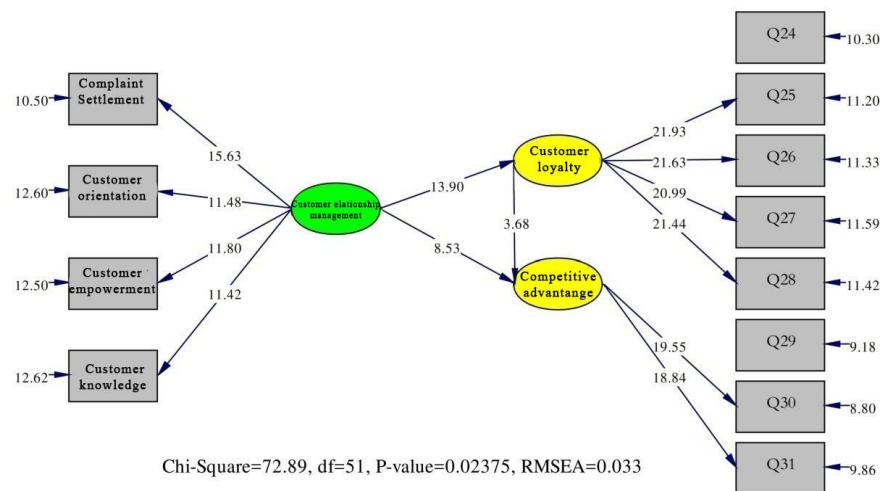 Q24
10.30
Complaint
Settlement
10.50
Q25
11.20
21.93
15.63
Customer
loyalty
21.63
Q26
11.33
Customer
orientation
12.60
11.48
13.90
20.99
Customer elationship
management
Q27
11.59
3.68
21.44
11.80
8.53
Customer
empowerment
12.50
Competitive
advantange
Q28
11.42
11.42
Q29
9.18
19.55
Customer
knowledge
12.62
18.84
Q30
8.80
Q31
9.86
Chi-Square=72.89, df=51, P-value=0.02375, RMSEA=0.033